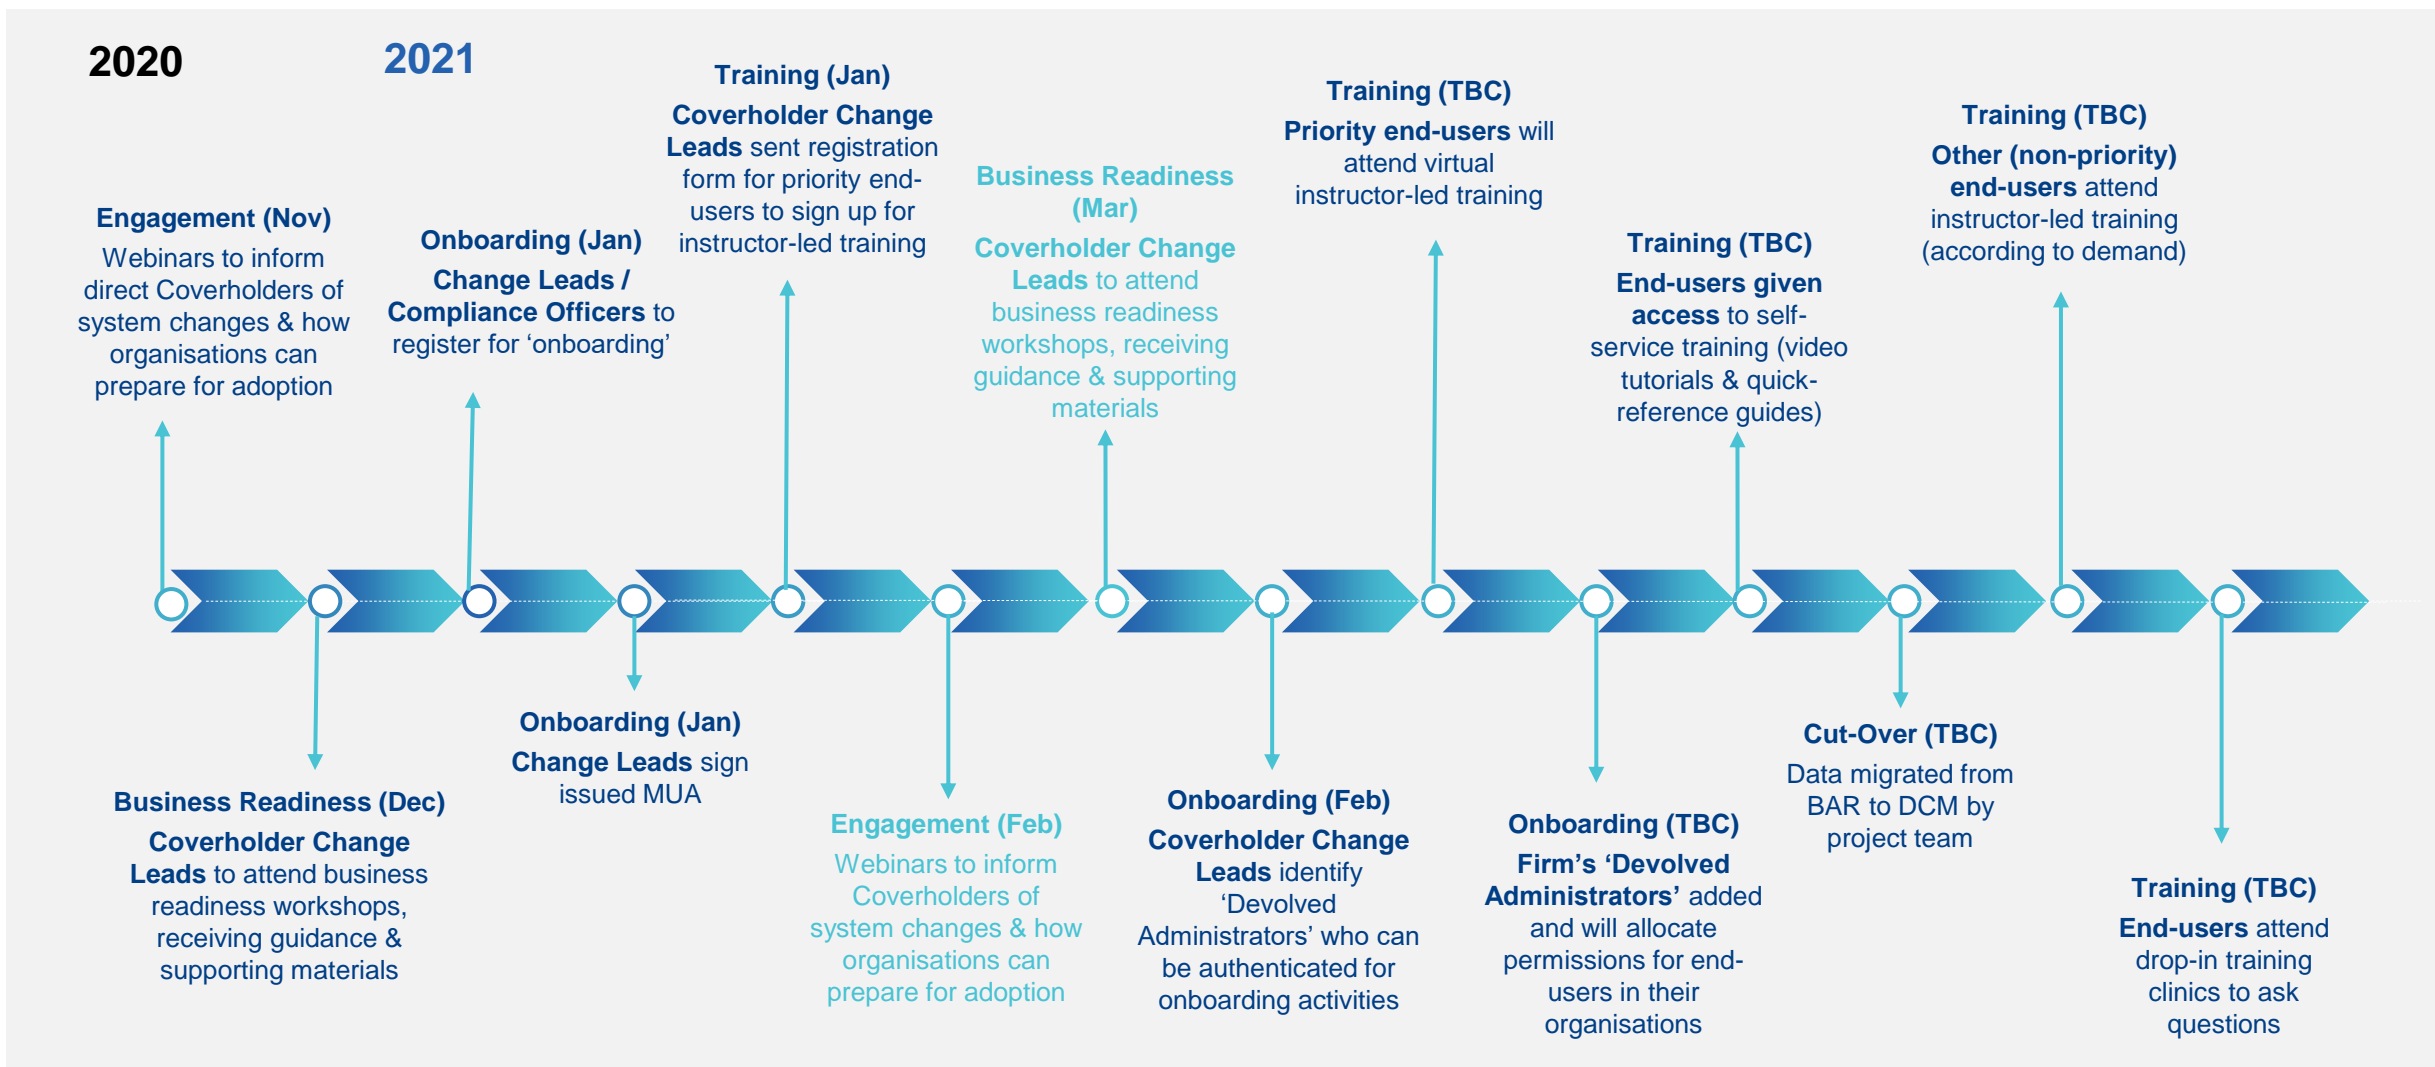 2020
2021
Engagement (Nov)
Webinars to inform
direct Coverholders of
system changes & how
organisations can
prepare for adoption
Business Readiness (Dec)
Coverholder Change
Leads to attend business
readiness workshops,
receiving guidance &
supporting materials
Onboarding (Jan)
Change Leads /
Compliance Officers to
register for ‘onboarding’
Onboarding (Jan)
Change Leads sign
issued MUA
Training (Jan)
Coverholder Change
Leads sent registration
form for priority end-
users to sign up for
instructor-led training
Engagement (Feb)
Webinars to inform
Coverholders of
system changes & how
organisations can
prepare for adoption
Business Readiness
(Mar)
Coverholder Change
Leads to attend
business readiness
workshops, receiving
guidance & supporting
materials
Onboarding (Feb)
Coverholder Change
Leads identify
‘Devolved
Administrators’ who can
be authenticated for
onboarding activities
Training (TBC)
Priority end-users will
attend virtual
instructor-led training
Onboarding (TBC)
Firm’s ‘Devolved
Administrators’ added
and will allocate
permissions for end-
users in their
organisations
Training (TBC)
End-users given
access to self-
service training (video
tutorials & quick-
reference guides)
Cut-Over (TBC)
Data migrated from
BAR to DCM by
project team
Training (TBC)
Other (non-priority)
end-users attend
instructor-led training
(according to demand)
Training (TBC)
End-users attend
drop-in training
clinics to ask
questions